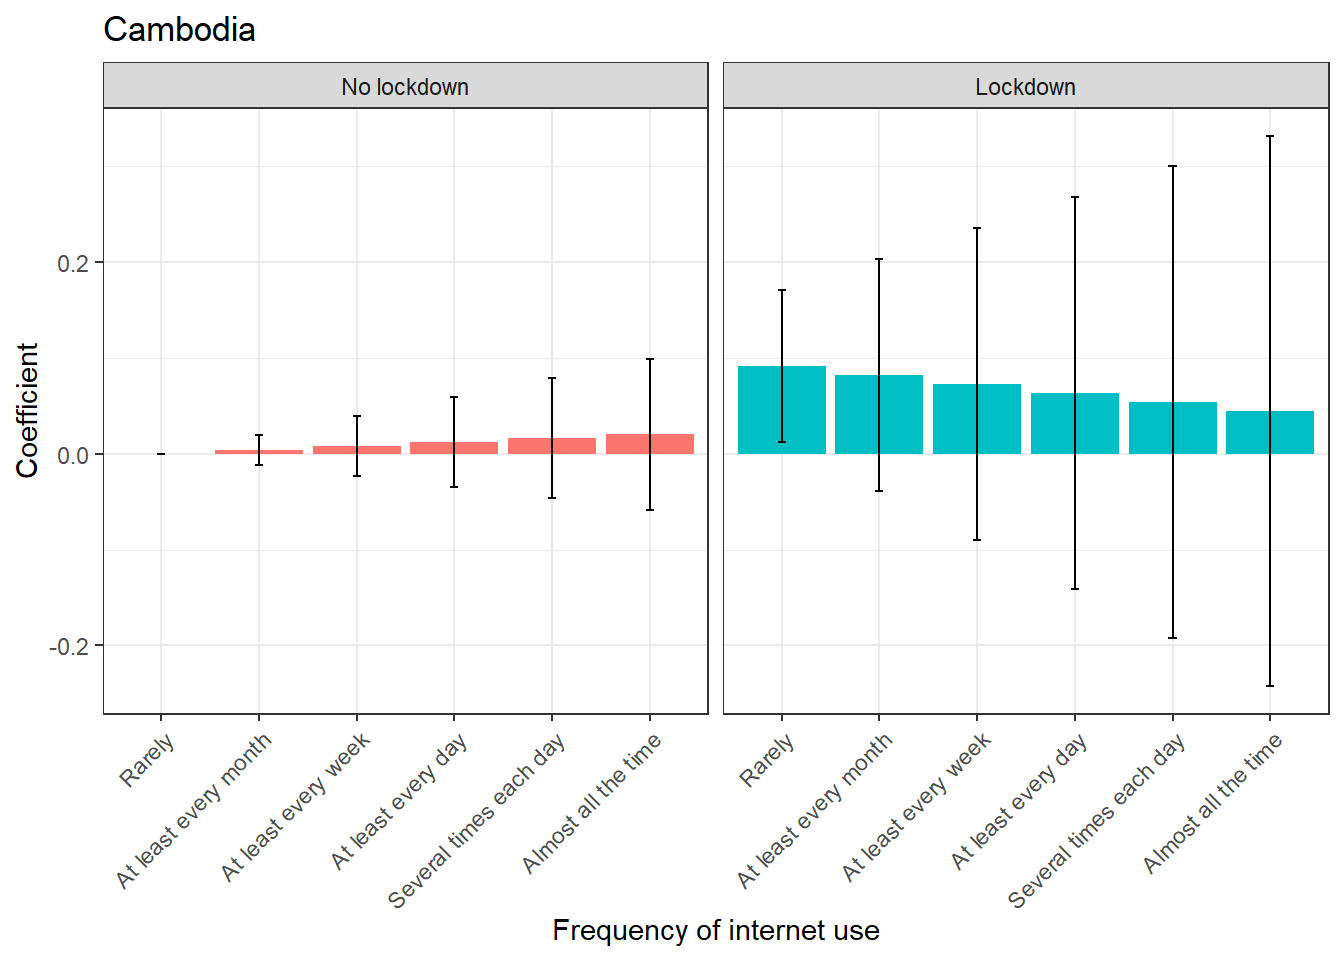 Cambodia
No lockdown
Lockdown
Coefficient
0.2
0.0
-0.2
Rarely
At least every month
At least every week
At least every day
Several times each day
Almost all the time
Rarely
At least every month
At least every week
At least every day
Several times each day
Almost all the time
Frequency of internet use